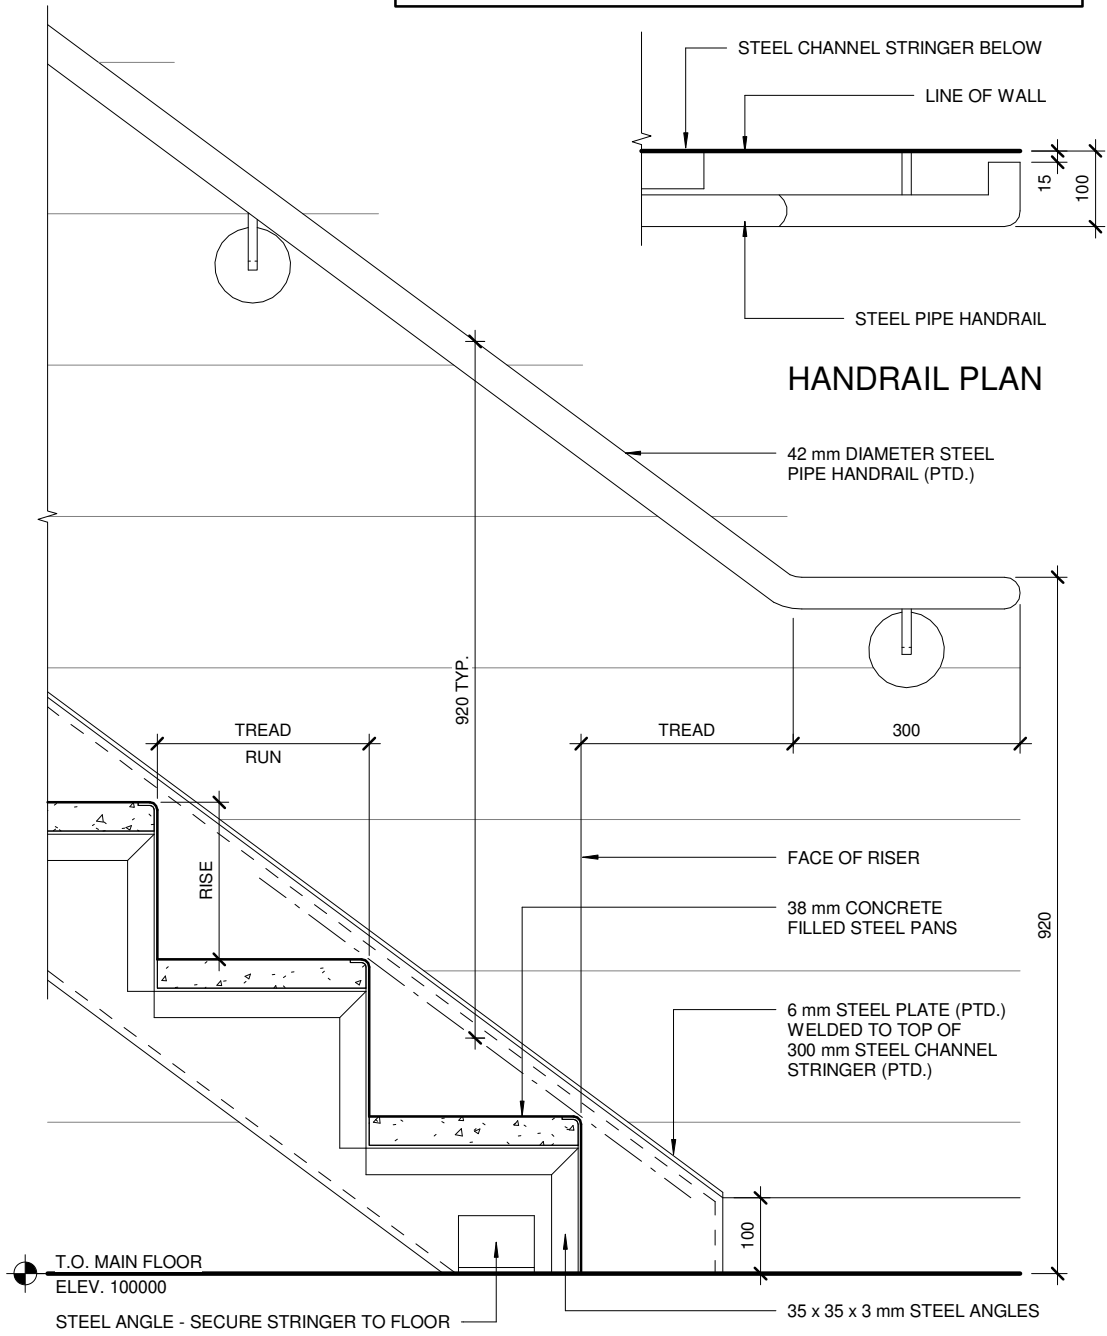 STEEL CHANNEL STRINGER BELOW
LINE OF WALL
15
100
STEEL PIPE HANDRAIL
HANDRAIL PLAN
42 mm DIAMETER STEEL
PIPE HANDRAIL (PTD.)
920 TYP.
TREAD
RUN
TREAD
300
RISE
FACE OF RISER
38 mm CONCRETE
FILLED STEEL PANS
920
6 mm STEEL PLATE (PTD.)
WELDED TO TOP OF
300 mm STEEL CHANNEL
STRINGER (PTD.)
100
T.O. MAIN FLOOR
ELEV. 100000
STEEL ANGLE - SECURE STRINGER TO FLOOR
35 x 35 x 3 mm STEEL ANGLES